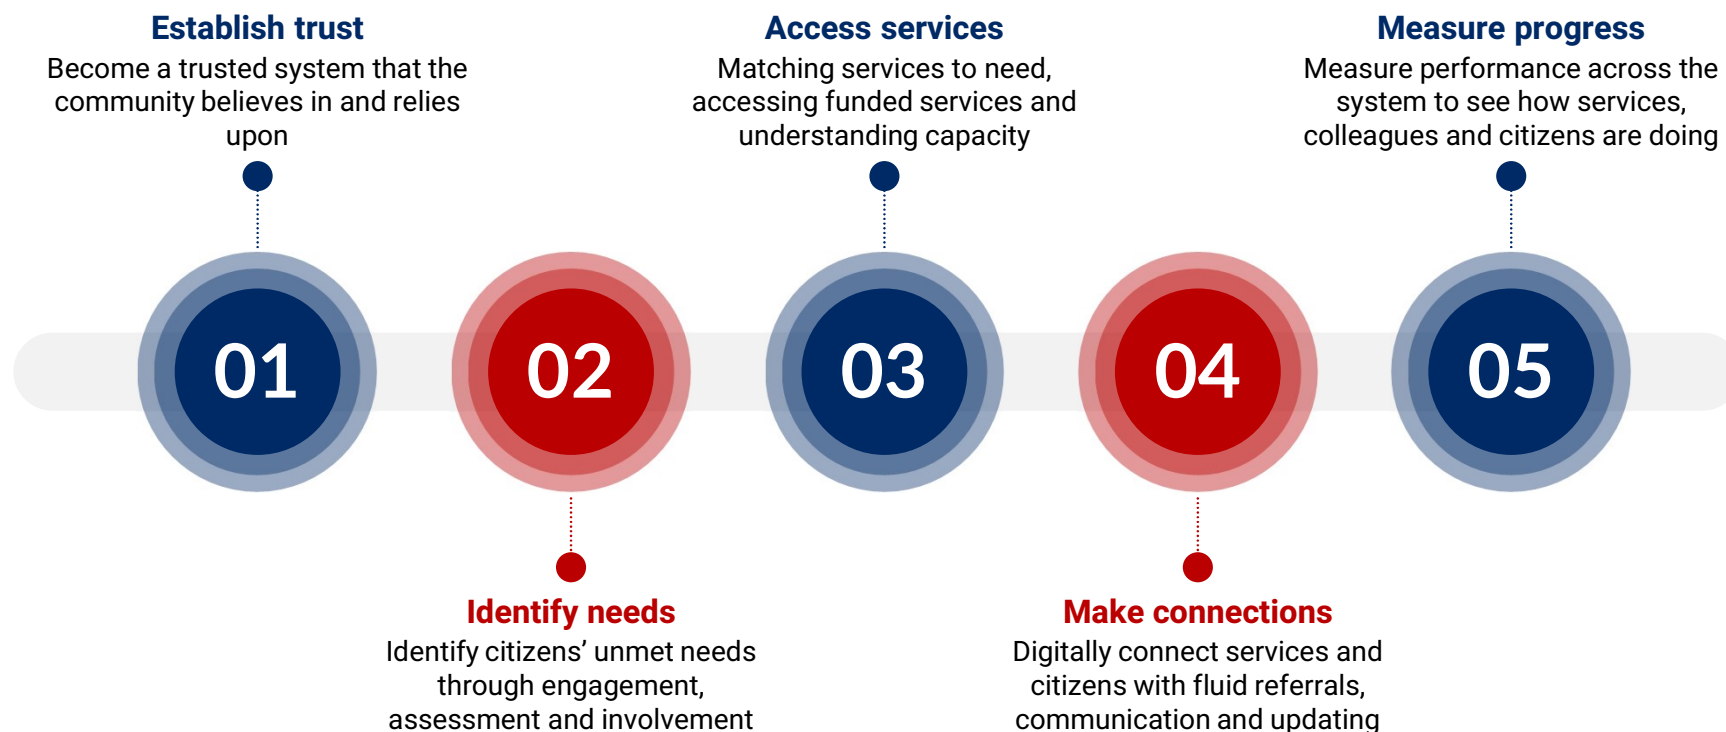 Establish trust
Become a trusted system that the
community believes in and relies
upon
Access services
Matching services to need,
accessing funded services and
understanding capacity
Measure progress
Measure performance across the
system to see how services,
colleagues and citizens are doing
01
02
03
04
05
Identify needs
Identify citizens’ unmet needs
through engagement,
assessment and involvement
Make connections
Digitally connect services and
citizens with fluid referrals,
communication and updating